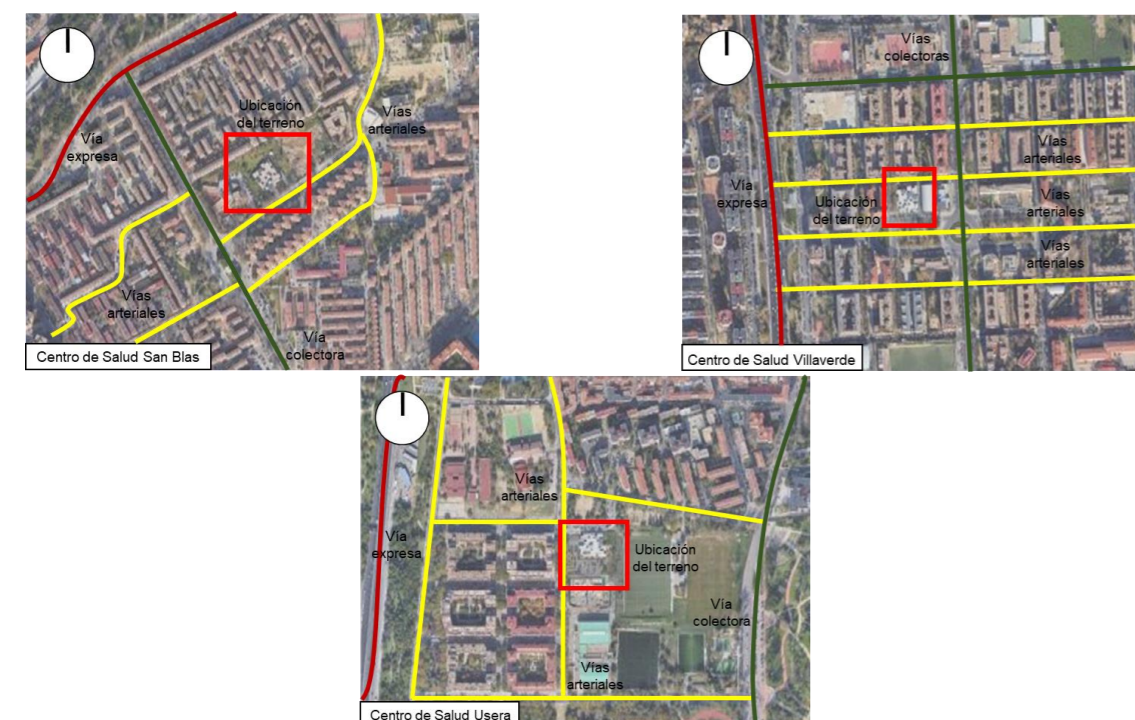 Ubicación
del terreno
Vías
arteriales
Vía
expresa
Vías
arteriales
Vía
colectora
Centro de Salud San Blas
Vías
colectoras
Vías
arteriales
Vía
expresa
Ubicación
del terreno
Vías
arteriales
Vías
arteriales
Centro de Salud Villaverde
Vías
arteriales
Vía
expresa
Ubicación
del terreno
Vía
colectora
Vías
arteriales
Centro de Salud Usera